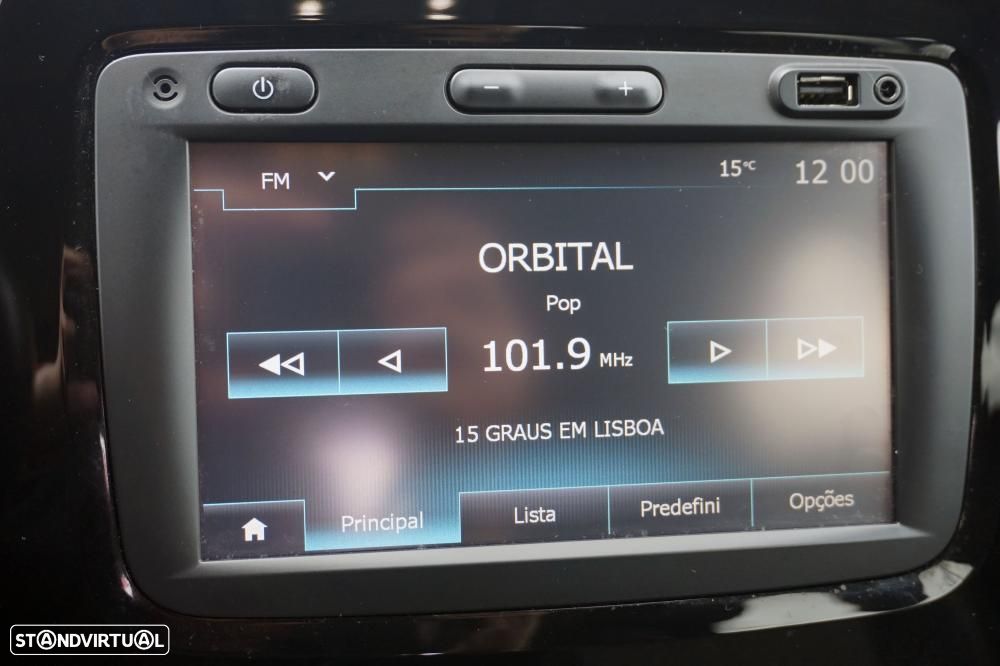 FM
15°C 12 00
ORBITAL
Pop
101.9 MHz
15 GRAUS EM LISBOA
Principal Lista Predefini Opções
STANDVIRTUAL